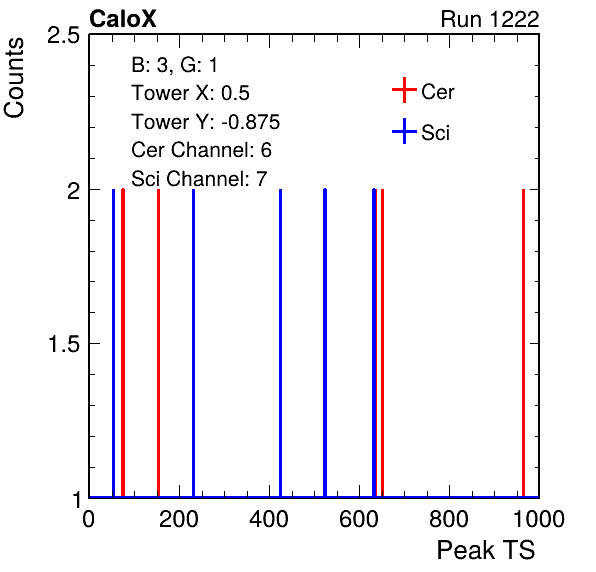 CaloX Run 1222
Counts
2.5
B: 3, G: 1
Tower X: 0.5
Tower Y: -0.875
Cer Channel: 6
Sci Channel: 7
Cer
Sci
2
1.5
1
0 200 400 600 800 1000
Peak TS